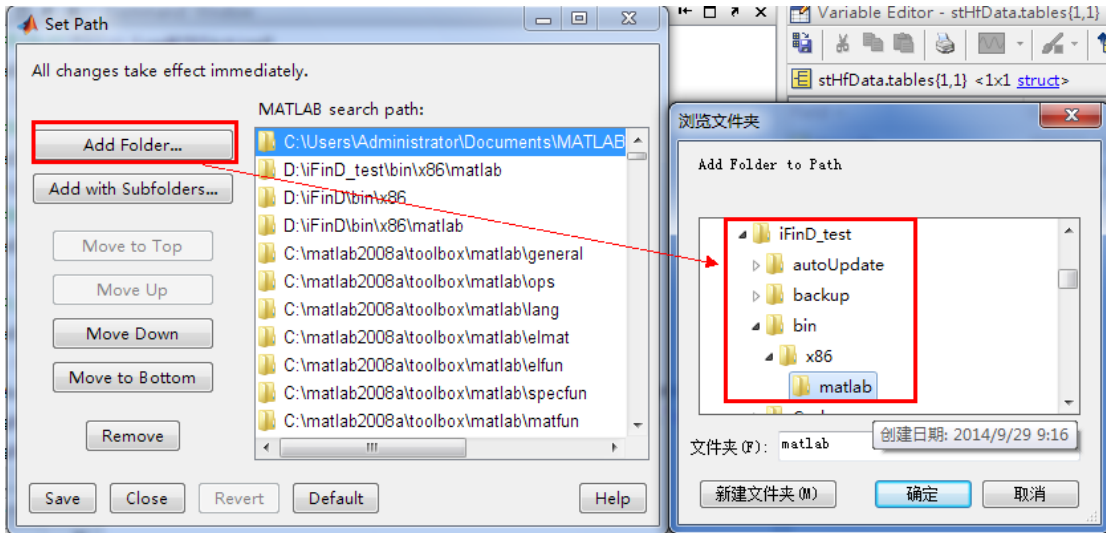 Set Path
All changes take effect immediately.
MATLAB search path:
Add Folder...
Add with Subfolders...
Move to Top
Move Up
Move Down
Move to Bottom
Remove
C:\Users\Administrator\Documents\MATLAB
D:\iFinD_test\bin\x86\matlab
D:\iFinD\bin\x86
D:\iFinD\bin\x86\matlab
C:\matlab2008a\toolbox\matlab\general
C:\matlab2008a\toolbox\matlab\ops
C:\matlab2008a\toolbox\matlab\lang
C:\matlab2008a\toolbox\matlab\elmat
C:\matlab2008a\toolbox\matlab\elfun
C:\matlab2008a\toolbox\matlab\specfun
C:\matlab2008a\toolbox\matlab\matfun
Save
Close
Revert
Default
Help
Variable Editor - stHfData.tables{1,1}
stHfData.tables{1,1} <1x1 struct>
浏览文件夹
Add Folder to Path
iFinD_test
autoUpdate
backup
bin
x86
matlab
创建日期: 2014/9/29 9:16
文件夹(F): matlab
新建文件夹(M)
确定
取消